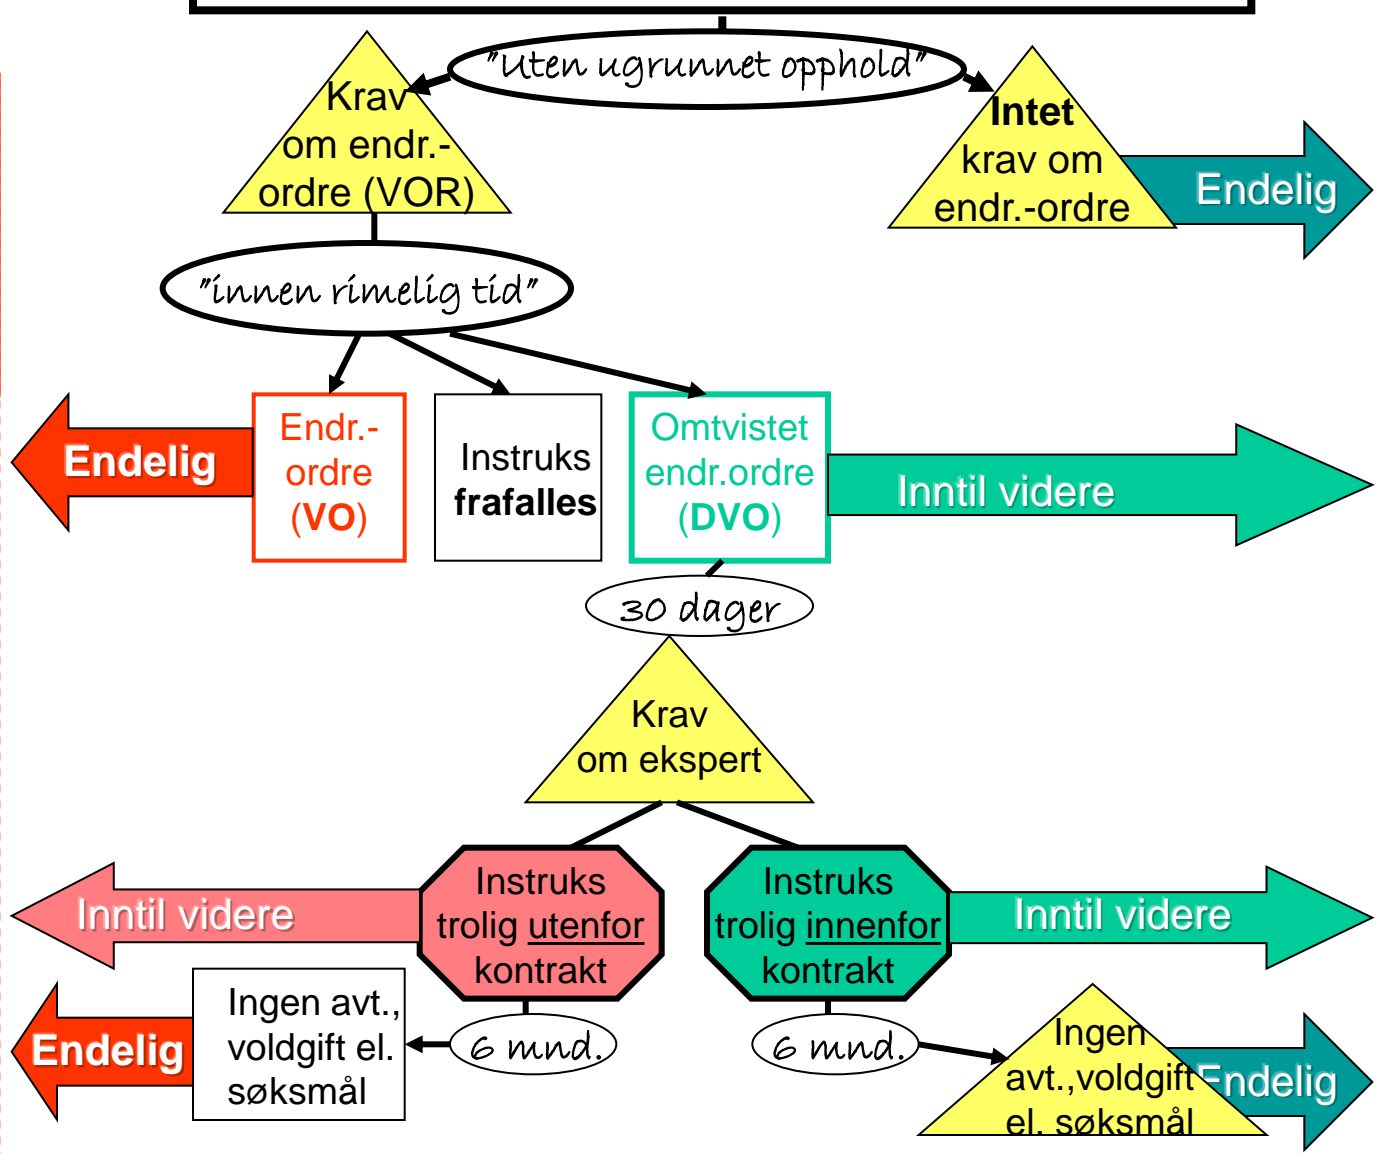 "Uten ugrunnet opphold"
Krav
om endr.-
ordre (VOR)
Intet
krav om
endr.-ordre
Endelig
"innen rimelig tid"
Endelig
Endr.-
ordre
(VO)
Instruks
frafalles
Omtvistet
endr.ordre
(DVO)
Inntil videre
30 dager
Krav
om ekspert
Inntil videre
Instruks
trolig utenfor
kontrakt
Instruks
trolig innenfor
kontrakt
Inntil videre
Endelig
Ingen avt.,
voldgift el.
søksmål
6 mnd.
6 mnd.
Ingen
avt.,voldgift
el. søksmål
Endelig